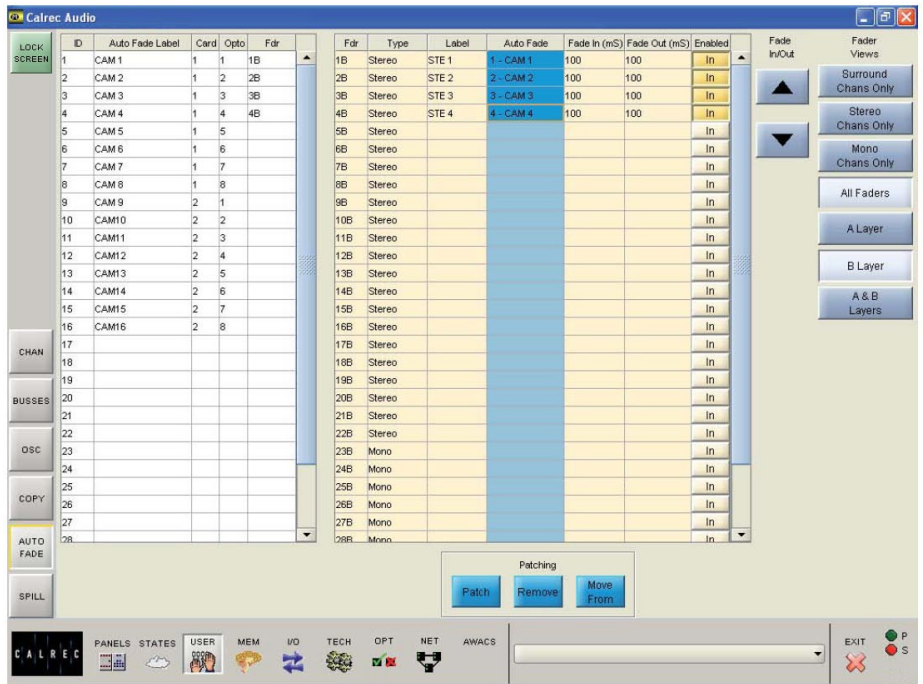 Calrec Audio
LOCK SCREEN
CHAN
BUSSES
OSC
COPY
AUTO FADE
SPILL
ID Auto Fade Label Card Opto Fdr
1 CAM 1 1 1 1B
2 CAM 2 1 2 2B
3 CAM 3 1 3 3B
4 CAM 4 1 4 4B
5 CAM 5 1 5
6 CAM 6 1 6
7 CAM 7 1 7
8 CAM 8 1 8
9 CAM 9 2 1
10 CAM10 2 2
11 CAM11 2 3
12 CAM12 2 4
13 CAM13 2 5
14 CAM14 2 6
15 CAM15 2 7
16 CAM16 2 8
17
18
19
20
21
22
23
24
25
26
27
28
Fdr Type Label Auto Fade Fade In (mS) Fade Out (mS) Enabled
1B Stereo STE 1 1 - CAM 1 100 100 In
2B Stereo STE 2 2 - CAM 2 100 100 In
3B Stereo STE 3 3 - CAM 3 100 100 In
4B Stereo STE 4 4 - CAM 4 100 100 In
5B Stereo In
6B Stereo In
7B Stereo In
8B Stereo In
9B Stereo In
10B Stereo In
11B Stereo In
12B Stereo In
13B Stereo In
14B Stereo In
15B Stereo In
16B Stereo In
17B Stereo In
18B Stereo In
19B Stereo In
20B Stereo In
21B Stereo In
22B Stereo In
23B Mono In
24B Mono In
25B Mono In
26B Mono In
27B Mono In
28B Mono In
Fade In/Out
Fader Views
Surround Chans Only
Stereo Chans Only
Mono Chans Only
All Faders
A Layer
B Layer
A & B Layers
Patching
Patch Remove Move From
CALREC PANELS STATES USER MEM I/O TECH OPT NET AWACS EXIT P
S